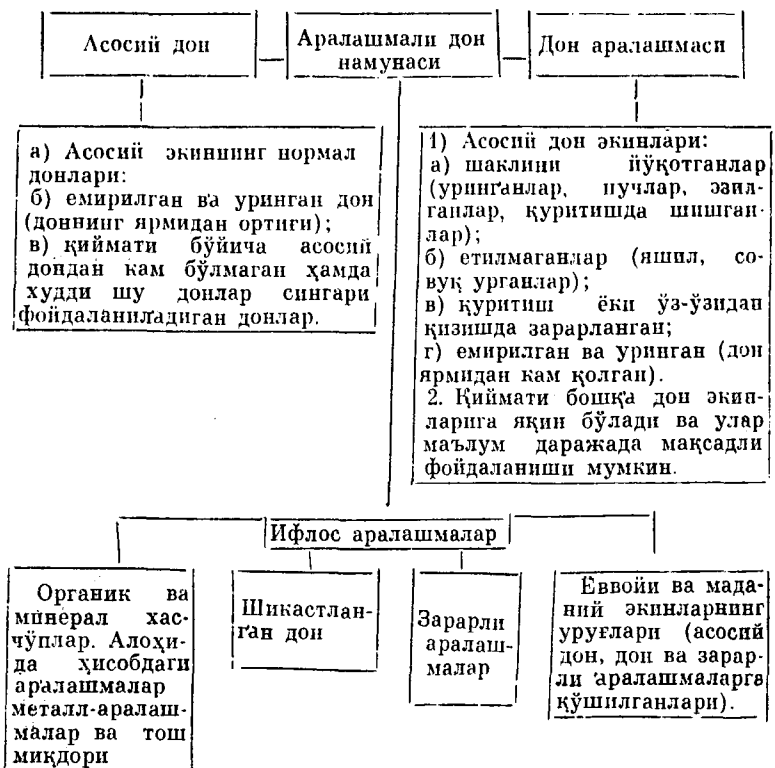 Асосий дон
Аралашмали дон
намунаси
Дон аралашмаси
а) Асосий экиннинг нормал
донлари:
б) емирилган ва уринган дон
(доннинг ярмидан ортиғи);
в) қиймати бўйича асосий
дондан кам бўлмаган ҳамда
худди шу донлар сингари
фойдаланиладиган донлар.
1) Асосий дон экинлари:
а) шаклини йўқотганлар
(уринганлар, пучлар, эзил-
ганлар, қуритишда шишган-
лар);
б) етилмаганлар (яшил, со-
вуқ урганлар);
в) қуритиш ёки ўз-ўзидан
қизишда зарарланган;
г) емирилган ва уринган (дон
ярмидан кам қолган).
2. Қиймати бошқа дон экин-
ларига яқин бўлади ва улар
маълум даражада мақсадли
фойдаланиши мумкин.
Ифлос аралашмалар
Органик ва
минерал хас-
чўплар. Алоҳи-
да ҳисобдаги
аралашмалар
металл-аралаш-
малар ва тош
миқдори
Шикастлан-
ган дон
Зарарли
аралаш-
малар
Ёввойи ва мада-
ний экинларнинг
уруғлари (асосий
дон, дон ва зарар-
ли аралашмаларга
қўшилганлари).